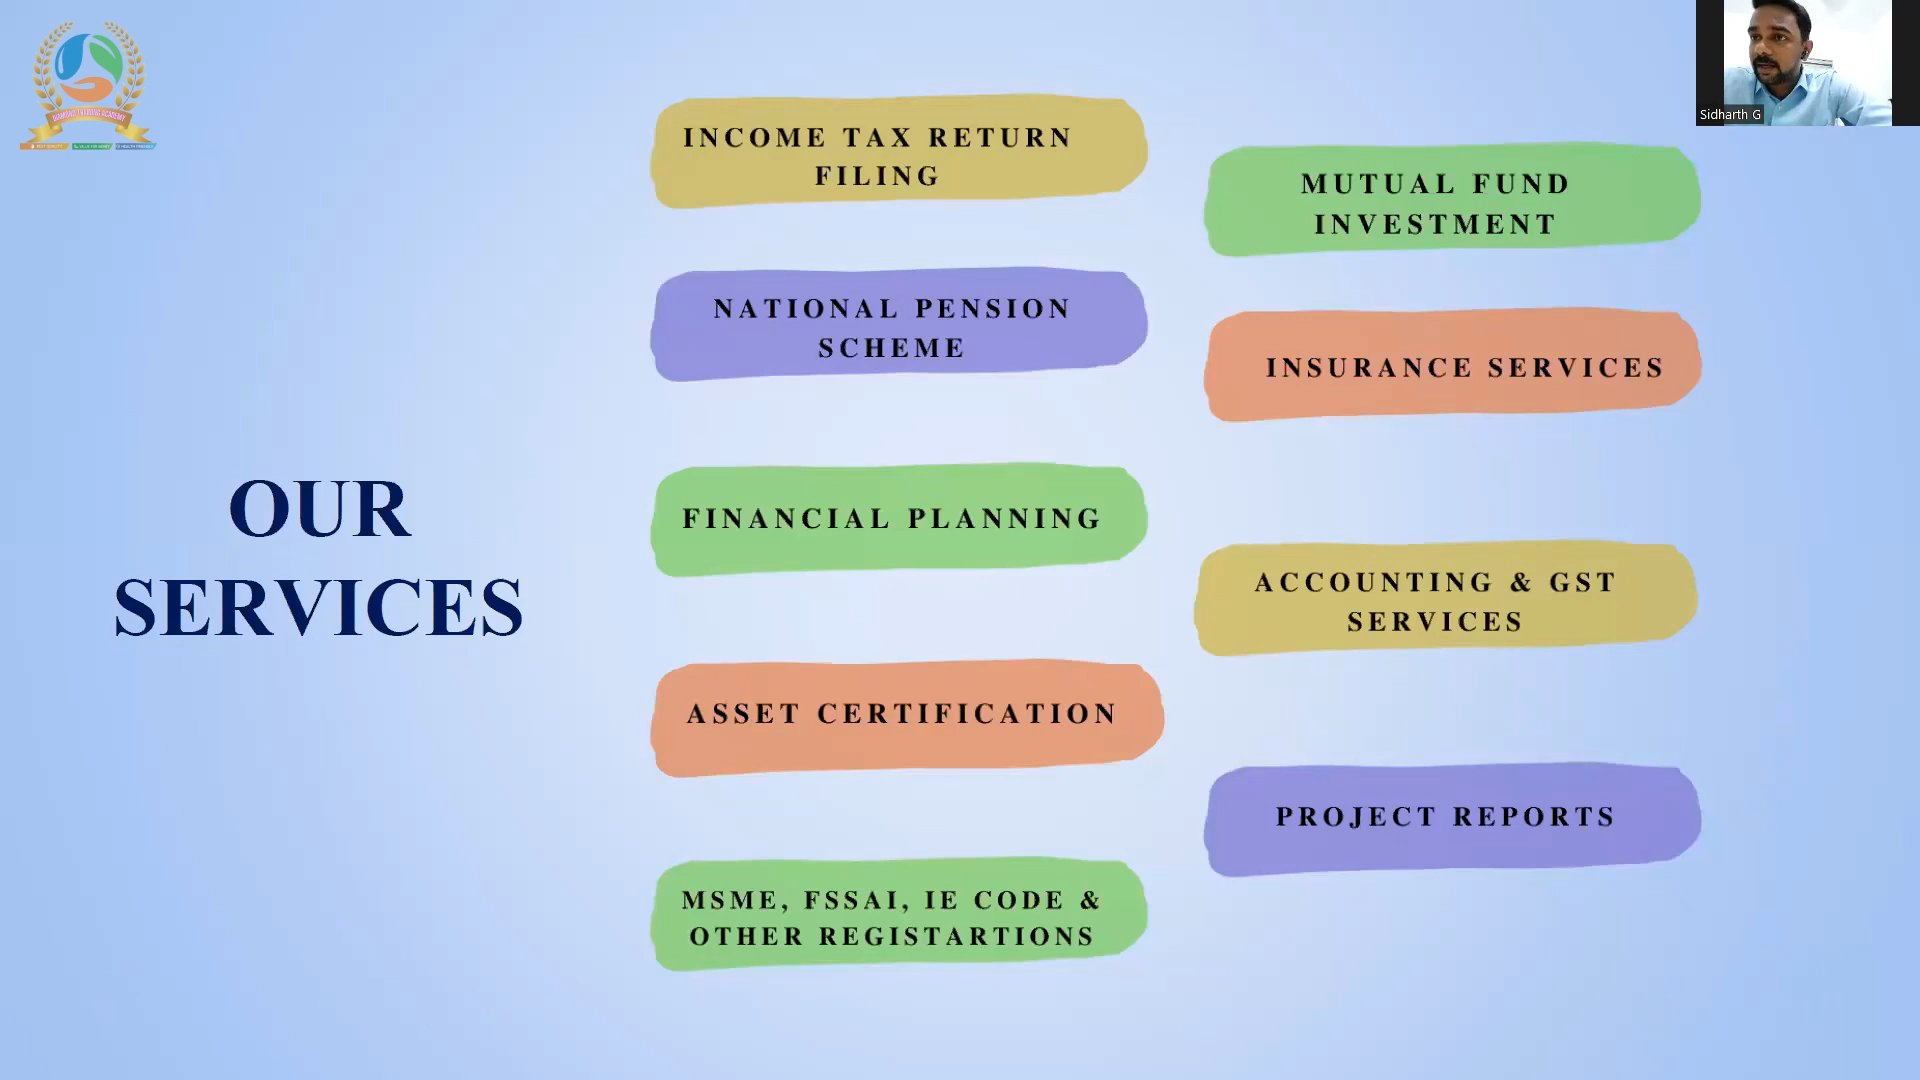 OUR
SERVICES
INCOME TAX RETURN
FILING
NATIONAL PENSION
SCHEME
FINANCIAL PLANNING
ASSET CERTIFICATION
MSME, FSSAI, IE CODE &
OTHER REGISTARTIONS
MUTUAL FUND
INVESTMENT
INSURANCE SERVICES
ACCOUNTING & GST
SERVICES
PROJECT REPORTS
Sidharth G